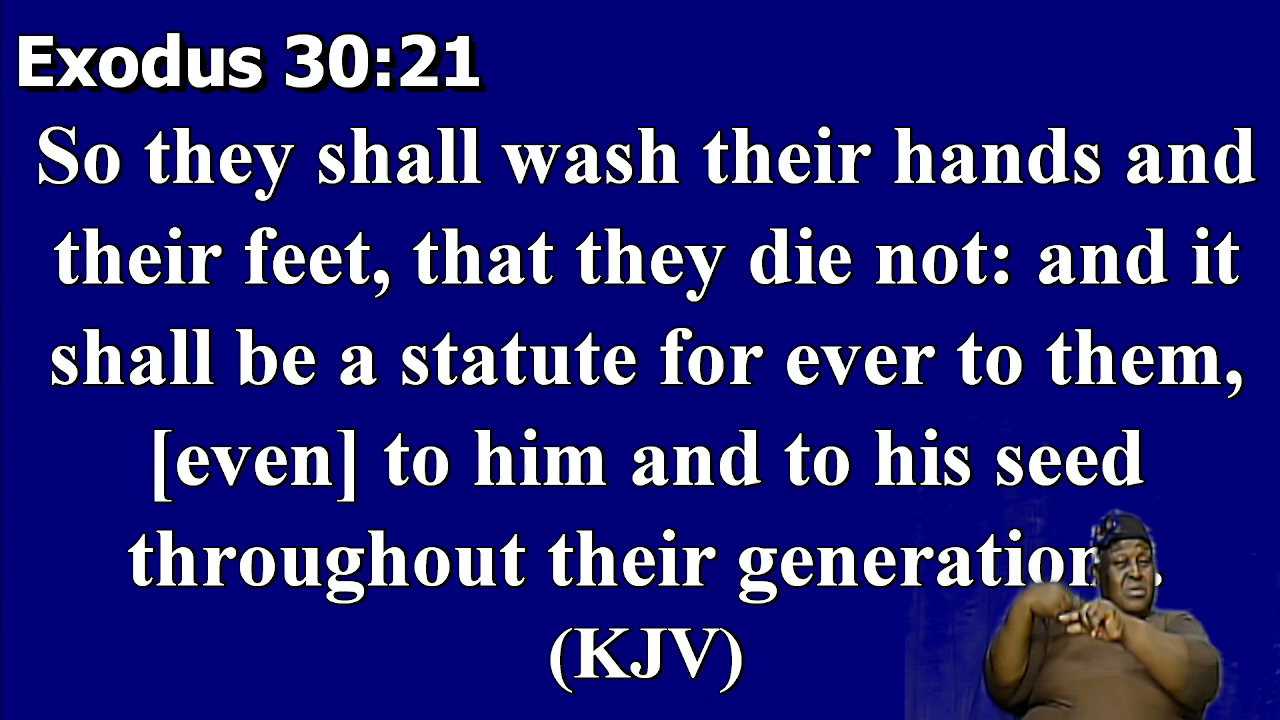 Exodus 30:21
So they shall wash their hands and
their feet, that they die not: and it
shall be a statute for ever to them,
[even] to him and to his seed
throughout their generation .
(KJV)